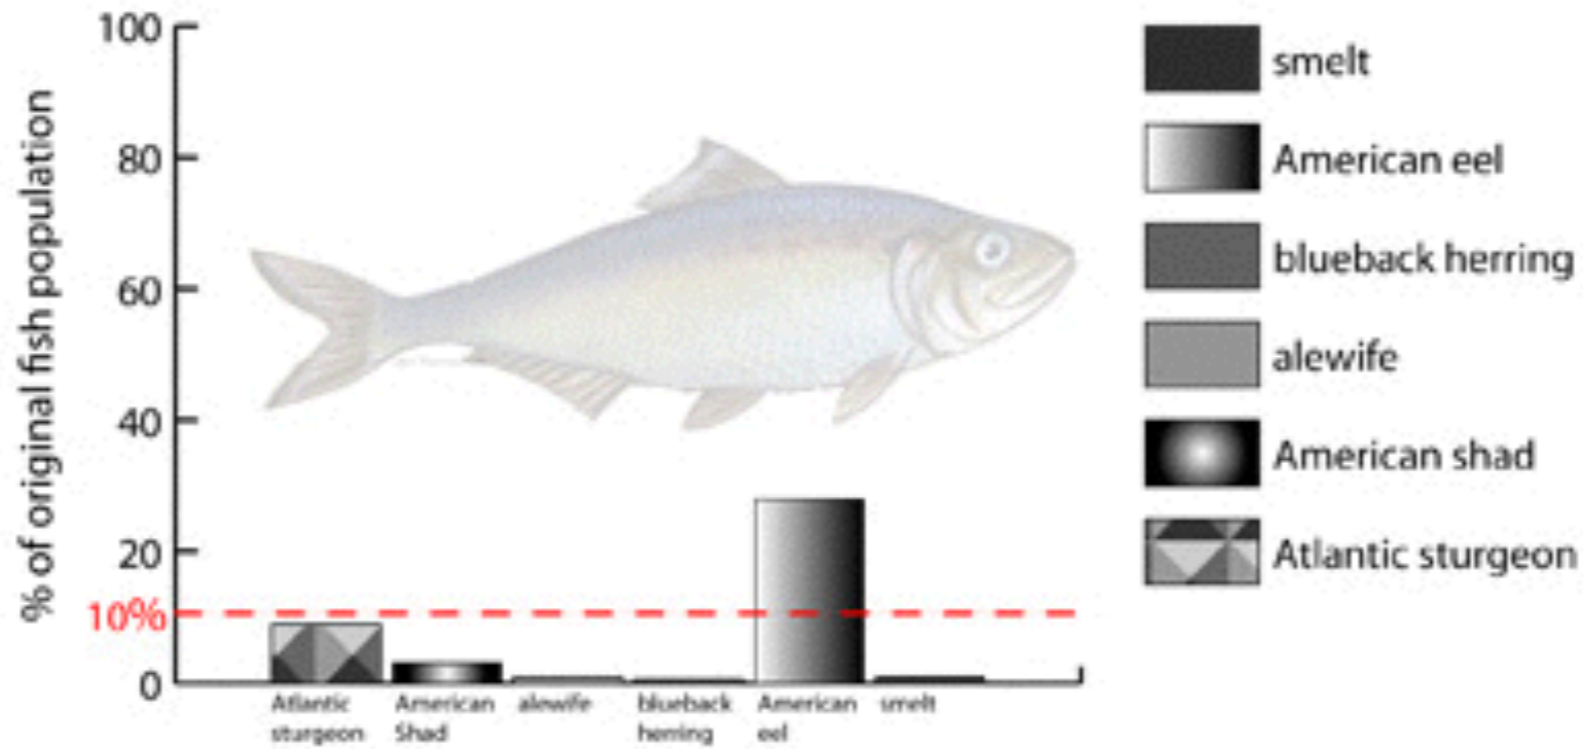 % of original fish population
100
80
60
40
20
10%
0
Atlantic
sturgeon
American
Shad
alewife
blueback
herring
American
eel
smelt
smelt
American eel
blueback herring
alewife
American shad
Atlantic sturgeon